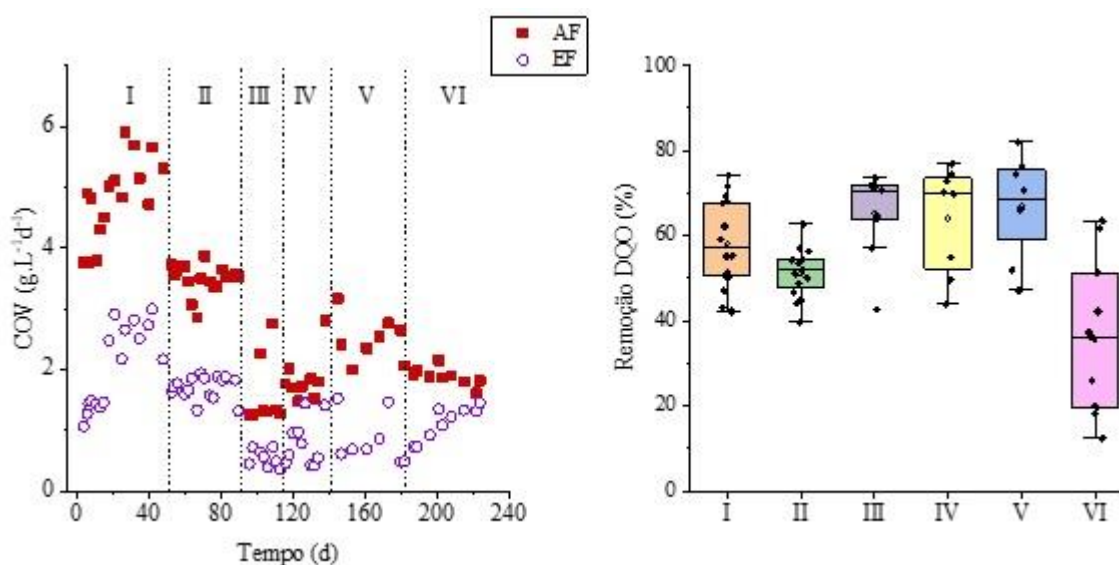 AF
EF
I II III IV V VI
COV (g.L⁻¹d⁻¹)
6
4
2
0
0 40 80 120 160 200 240
Tempo (d)
Remoção DQO (%)
100
80
60
40
20
0
I II III IV V VI